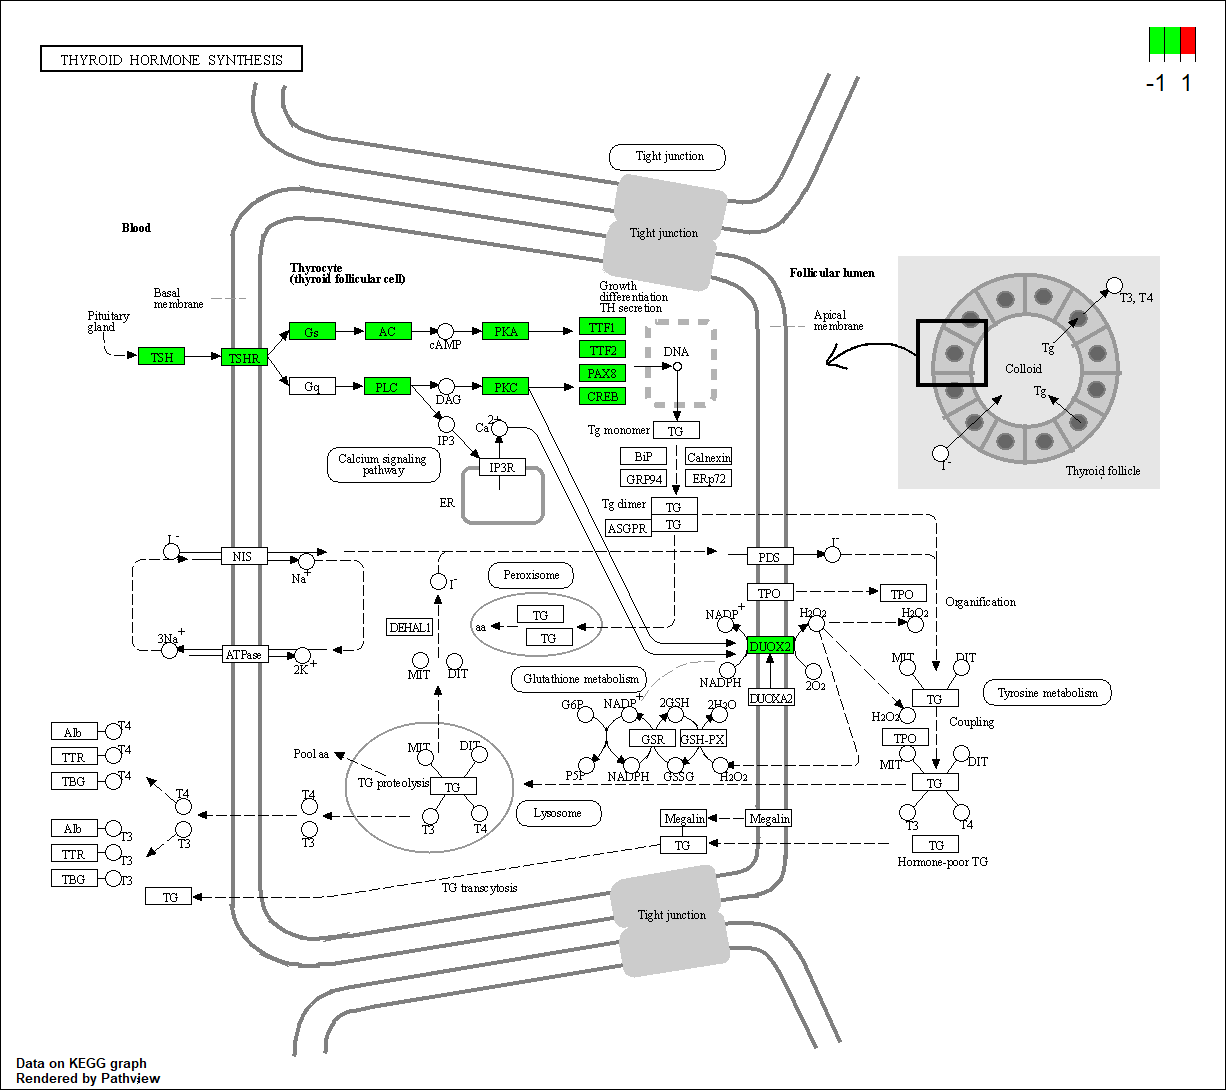 THYROID HORMONE SYNTHESIS
-1 1
Tight junction
Tight junction
Blood
Thyrocyte
(thyroid follicular cell)
Follicular lumen
Basal
membrane
Pituitary
gland
Growth
differentiation
TH secretion
Apical
membrane
TSH
TSHR
Gs
AC
cAMP
PKA
TTF1
TTF2
PAX8
CREB
DNA
Gq
PLC
DAG
PKC
IP3
Ca2+
IP3R
ER
Calcium signaling
pathway
Tg monomer
TG
BiP
Calnexin
GRP94
ERp72
Tg dimer
TG
ASGPR
TG
T3, T4
Tg
Colloid
Tg
I-
Thyroid follicle
I-
NIS
Na+
3Na+
ATPase
2K+
I-
DEHAL1
MIT
DIT
Peroxisome
TG
aa
TG
PDS
I-
TPO
TPO
Organification
NADP+
H2O2
H2O2
DUOX2
NADPH
2O2
DUOXA2
Glutathione metabolism
G6P
NADP+
2GSH
2H2O
GSR
GSH-PX
P5P
NADPH
GSSG
H2O2
MIT
DIT
TG
Tyrosine metabolism
H2O2
Coupling
TPO
MIT
DIT
TG
T3
T4
TG
Hormone-poor TG
Alb
T4
TTR
T4
TBG
T4
Alb
T3
TTR
T3
TBG
T3
T4
T3
T4
T3
Pool aa
MIT
DIT
TG proteolysis
TG
T3
T4
Lysosome
Megalin
Megalin
TG
TG transcytosis
TG
Tight junction
Data on KEGG graph
Rendered by Pathview